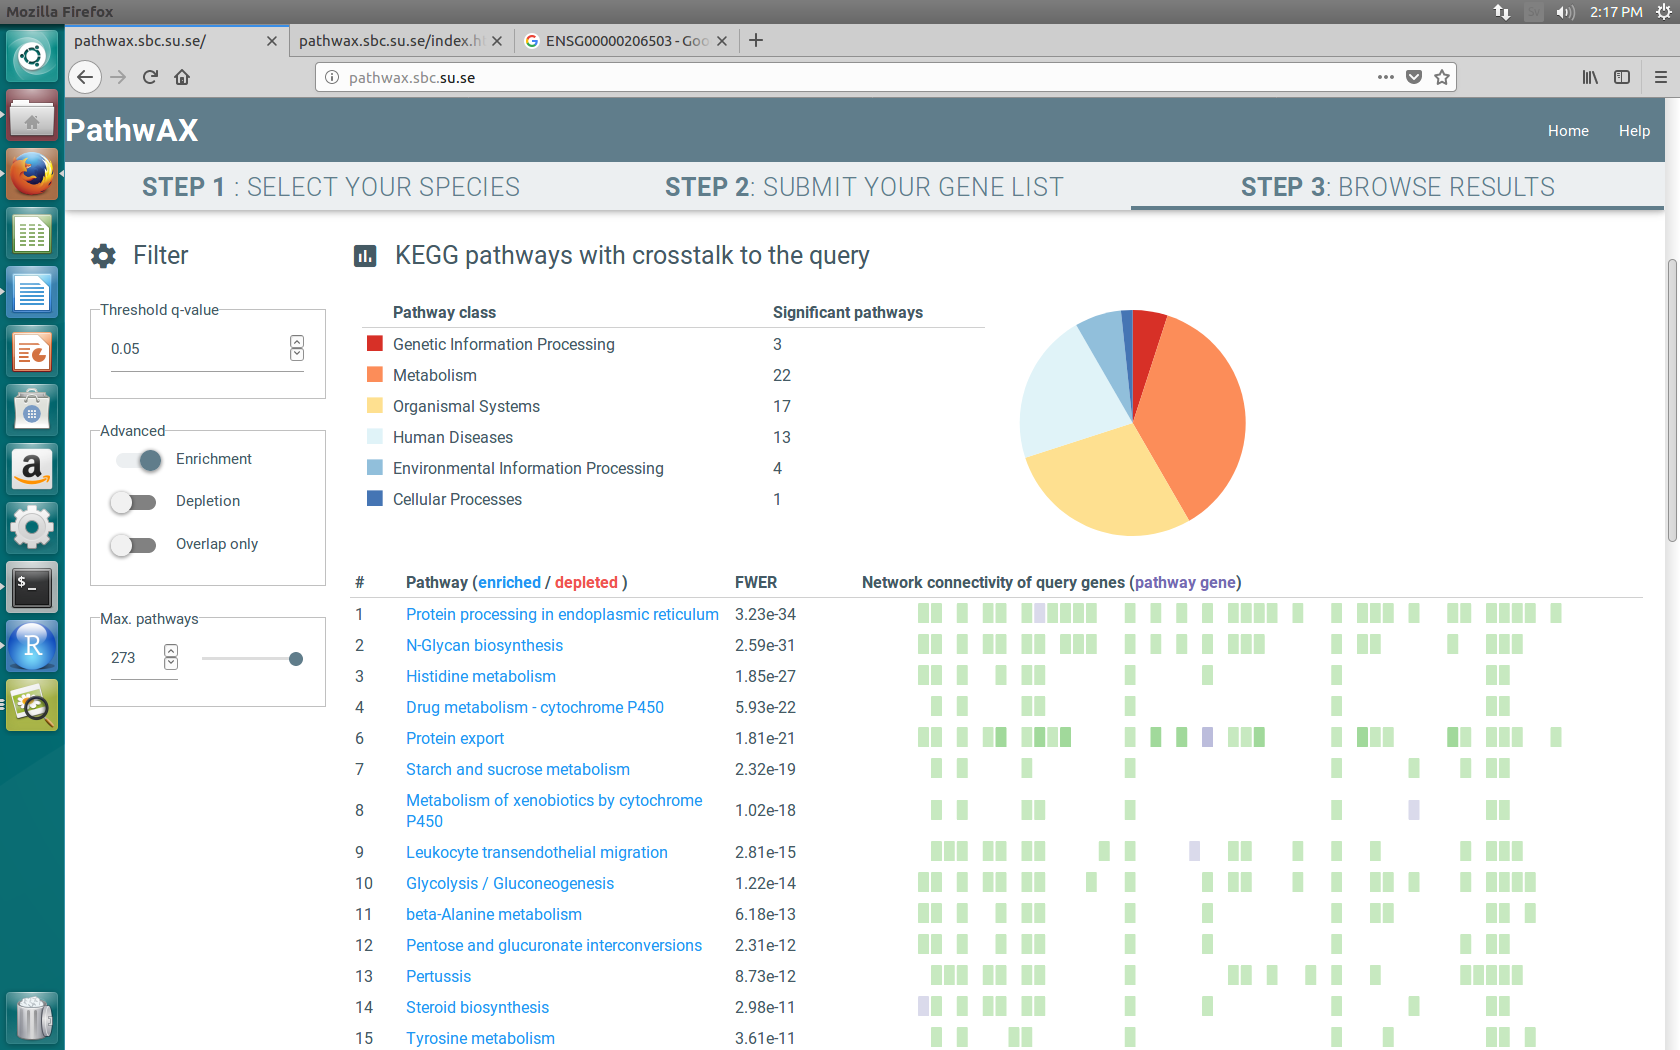 Mozilla Firefox
2:17 PM
pathwax.sbc.su.se/
pathwax.sbc.su.se/index.h
ENSG00000206503 - Goo
pathwax.sbc.su.se
PathwAX
Home Help
STEP 1 : SELECT YOUR SPECIES
STEP 2: SUBMIT YOUR GENE LIST
STEP 3: BROWSE RESULTS
Filter
Threshold q-value
0.05
Advanced
Enrichment
Depletion
Overlap only
Max. pathways
273
KEGG pathways with crosstalk to the query
Pathway class Significant pathways
Genetic Information Processing 3
Metabolism 22
Organismal Systems 17
Human Diseases 13
Environmental Information Processing 4
Cellular Processes 1
# Pathway (enriched / depleted ) FWER Network connectivity of query genes (pathway gene)
1 Protein processing in endoplasmic reticulum 3.23e-34
2 N-Glycan biosynthesis 2.59e-31
3 Histidine metabolism 1.85e-27
4 Drug metabolism - cytochrome P450 5.93e-22
6 Protein export 1.81e-21
7 Starch and sucrose metabolism 2.32e-19
8 Metabolism of xenobiotics by cytochrome P450 1.02e-18
9 Leukocyte transendothelial migration 2.81e-15
10 Glycolysis / Gluconeogenesis 1.22e-14
11 beta-Alanine metabolism 6.18e-13
12 Pentose and glucuronate interconversions 2.31e-12
13 Pertussis 8.73e-12
14 Steroid biosynthesis 2.98e-11
15 Tyrosine metabolism 3.61e-11